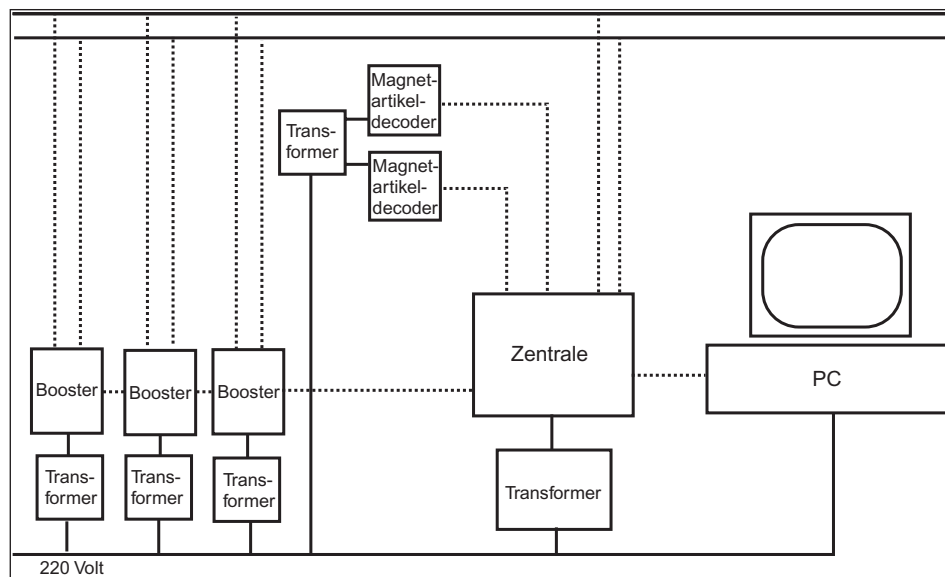 Magnet-
artikel-
decoder
Trans-
former
Magnet-
artikel-
decoder
Zentrale
PC
Booster
Booster
Booster
Trans-
former
Trans-
former
Trans-
former
Transformer
220 Volt